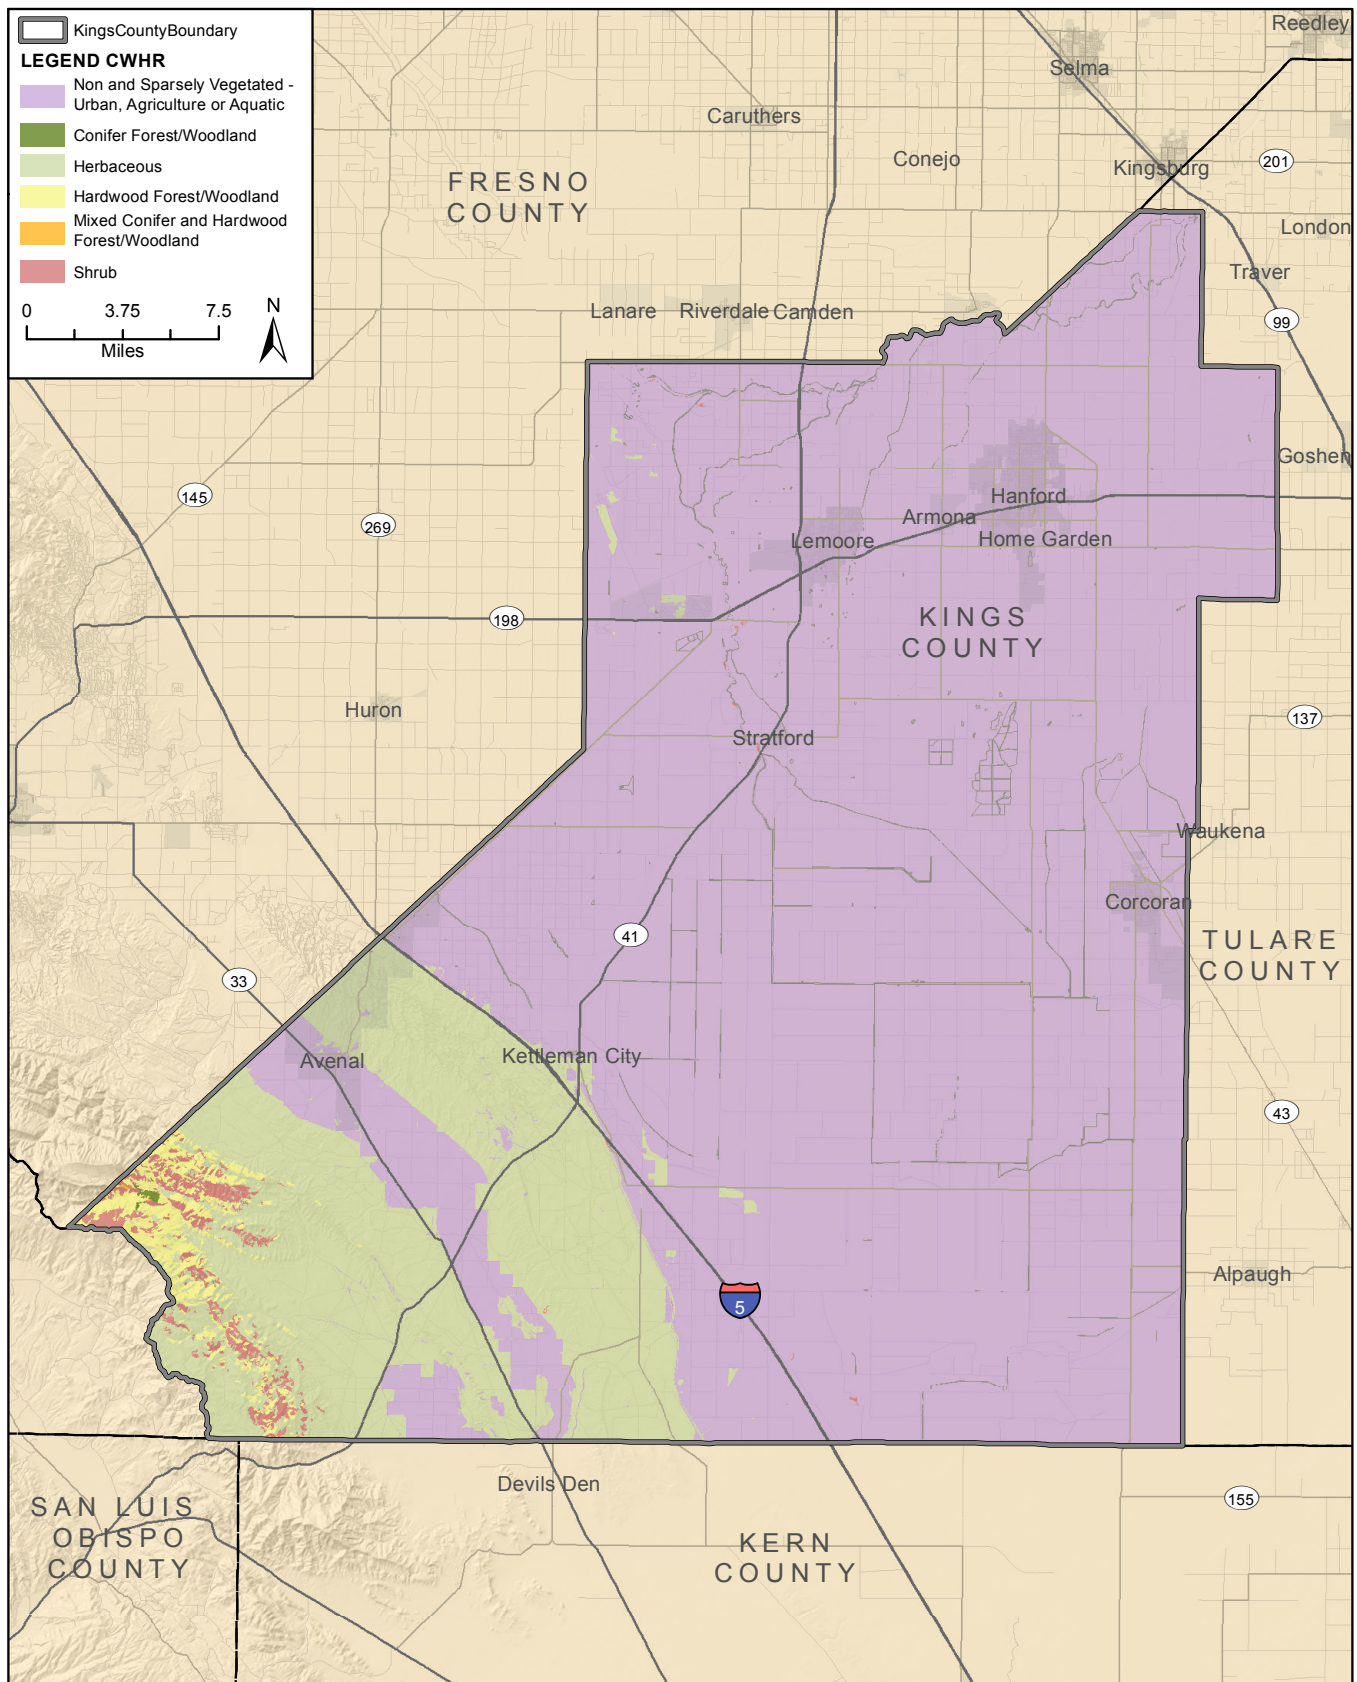 KingsCountyBoundary
LEGEND CWHR
Non and Sparsely Vegetated -
Urban, Agriculture or Aquatic
Conifer Forest/Woodland
Herbaceous
Hardwood Forest/Woodland
Mixed Conifer and Hardwood
Forest/Woodland
Shrub
0 3.75 7.5
Miles
N
Reedley
Selma
Caruthers
Conejo
Kingsburg
201
FRESNO
COUNTY
London
Traver
Lanare
Riverdale
Camden
99
Goshen
145
269
Hanford
Armona
Lemoore
Home Garden
198
KINGS
COUNTY
Huron
137
Stratford
Waukena
Corcoran
41
TULARE
COUNTY
33
Avenal
Kettleman City
43
Alpaugh
5
Devils Den
155
SAN LUIS
OBISPO
COUNTY
KERN
COUNTY